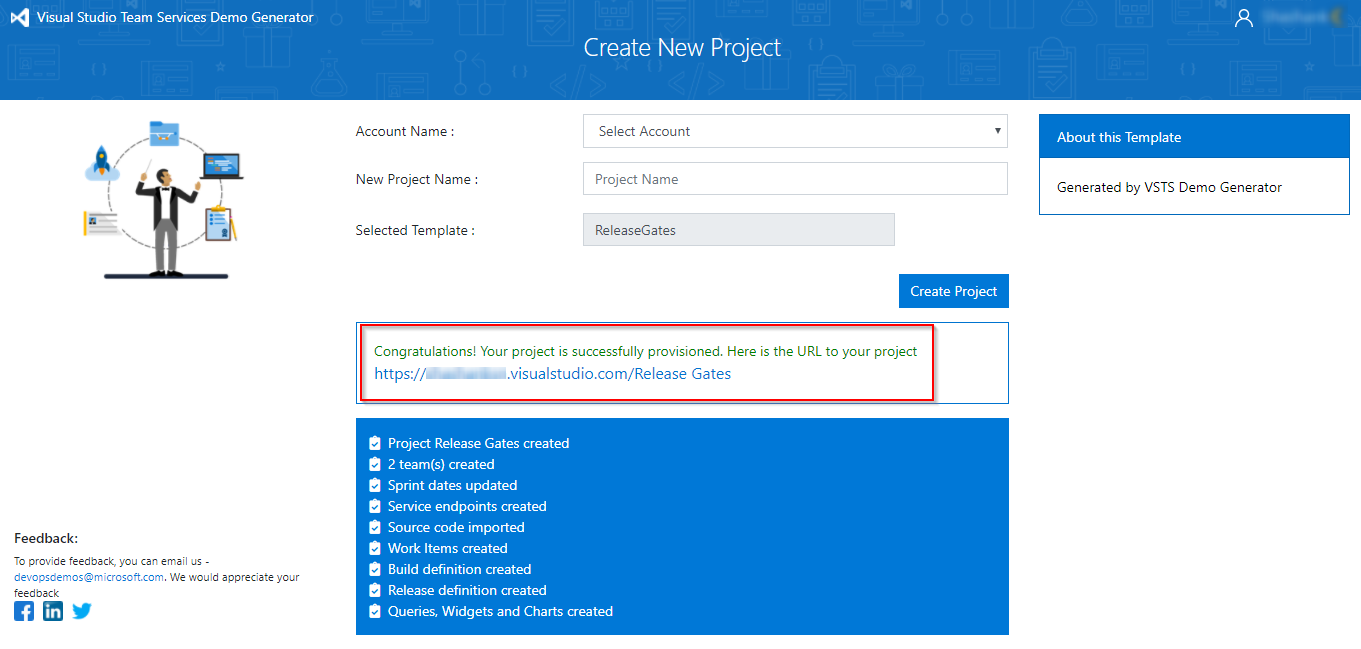 Visual Studio Team Services Demo Generator
Create New Project
Account Name :
Select Account
New Project Name :
Project Name
Selected Template :
ReleaseGates
Create Project
About this Template
Generated by VSTS Demo Generator
Congratulations! Your project is successfully provisioned. Here is the URL to your project
https:// .visualstudio.com/Release Gates
Project Release Gates created
2 team(s) created
Sprint dates updated
Service endpoints created
Source code imported
Work Items created
Build definition created
Release definition created
Queries, Widgets and Charts created
Feedback:
To provide feedback, you can email us -
devopsdemos@microsoft.com. We would appreciate your
feedback